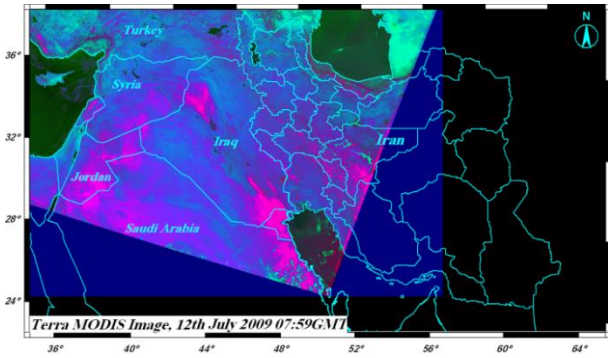 N
36°
Turkey
Syria
32°
Iraq
Iran
Jordan
28°
Saudi Arabia
24°
Terra MODIS Image, 12th July 2009 07:59GMT
36° 40° 44° 48° 52° 56° 60° 64°